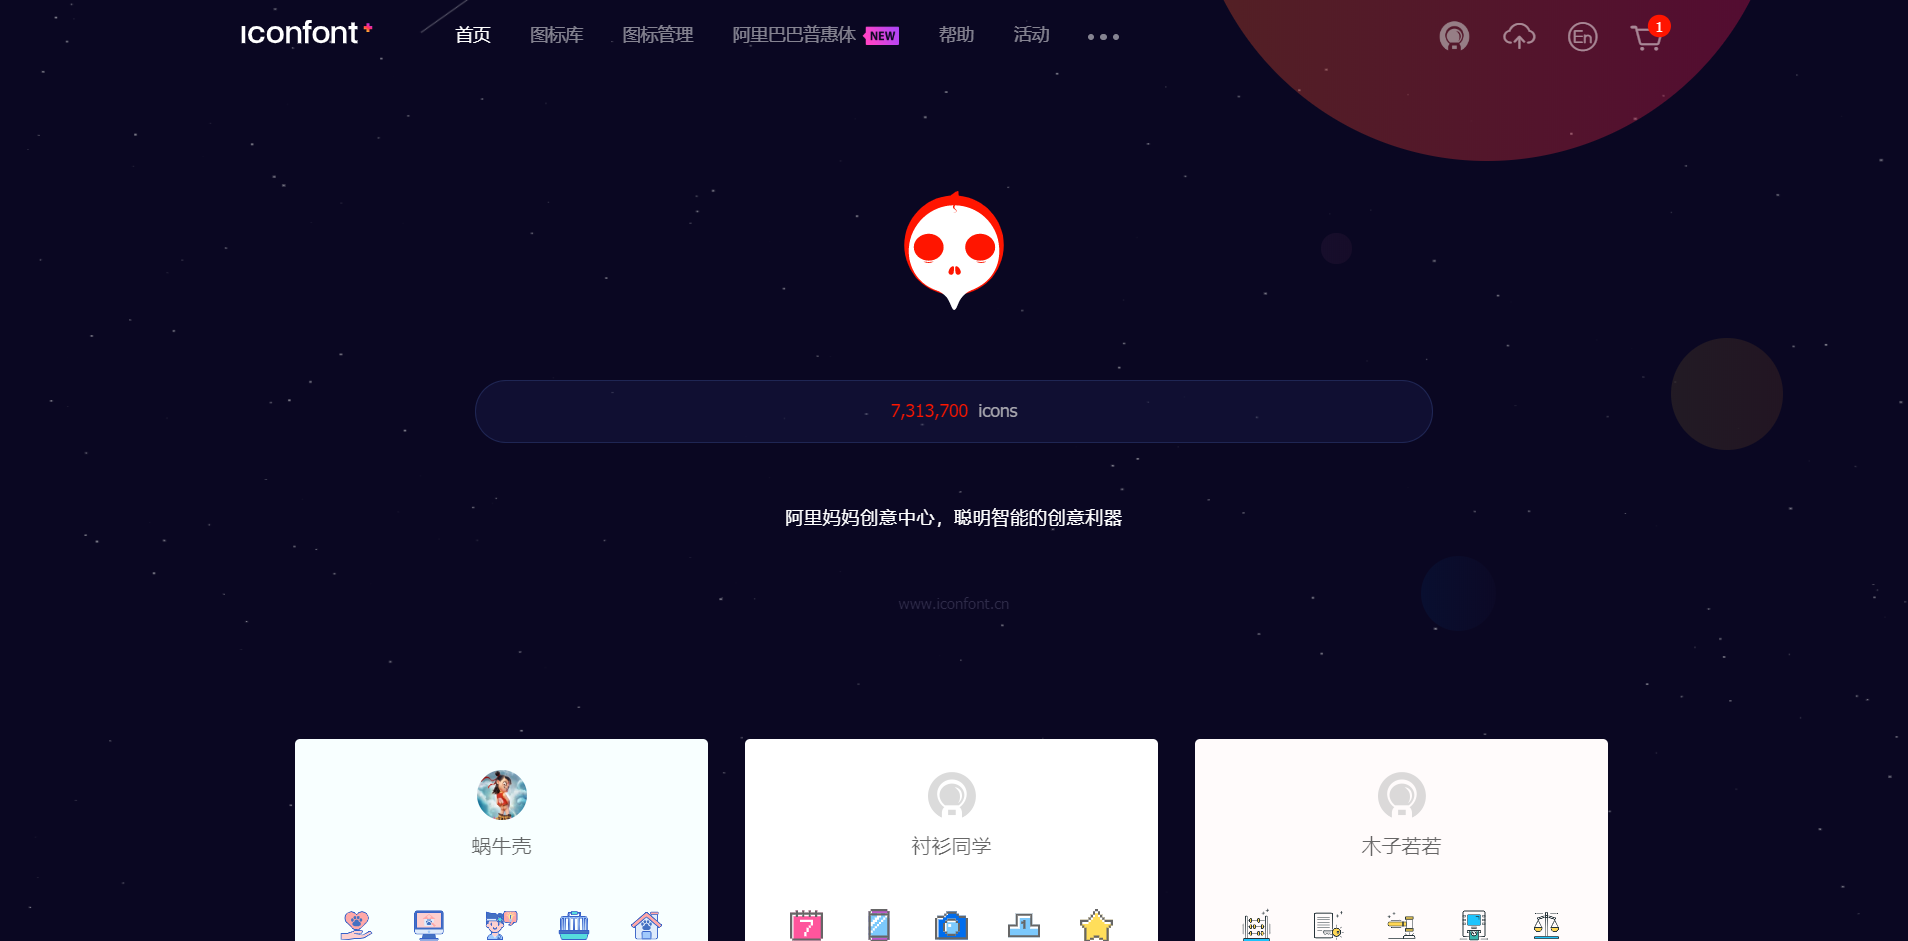 iconfont+ 首页 图标库 图标管理 阿里巴巴普惠体 NEW 帮助 活动 ••• En 1
7,313,700 icons
阿里妈妈创意中心，聪明智能的创意利器
www.iconfont.cn
蜗牛壳 衬衫同学 木子若若
7 1